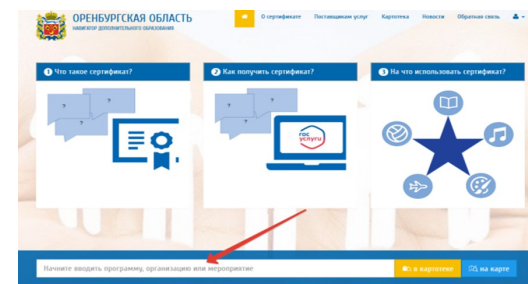 ОРЕНБУРГСКАЯ ОБЛАСТЬ
НАВИГАТОР ДОПОЛНИТЕЛЬНОГО ОБРАЗОВАНИЯ
О сертификате Поставщикам услуг Картотека Новости Обратная связь
1 Что такое сертификат?
2 Как получить сертификат?
3 На что использовать сертификат?
? ? ?
? ? ?
гос
услуги
Начните вводить программу, организацию или мероприятие
в картотеке
на карте